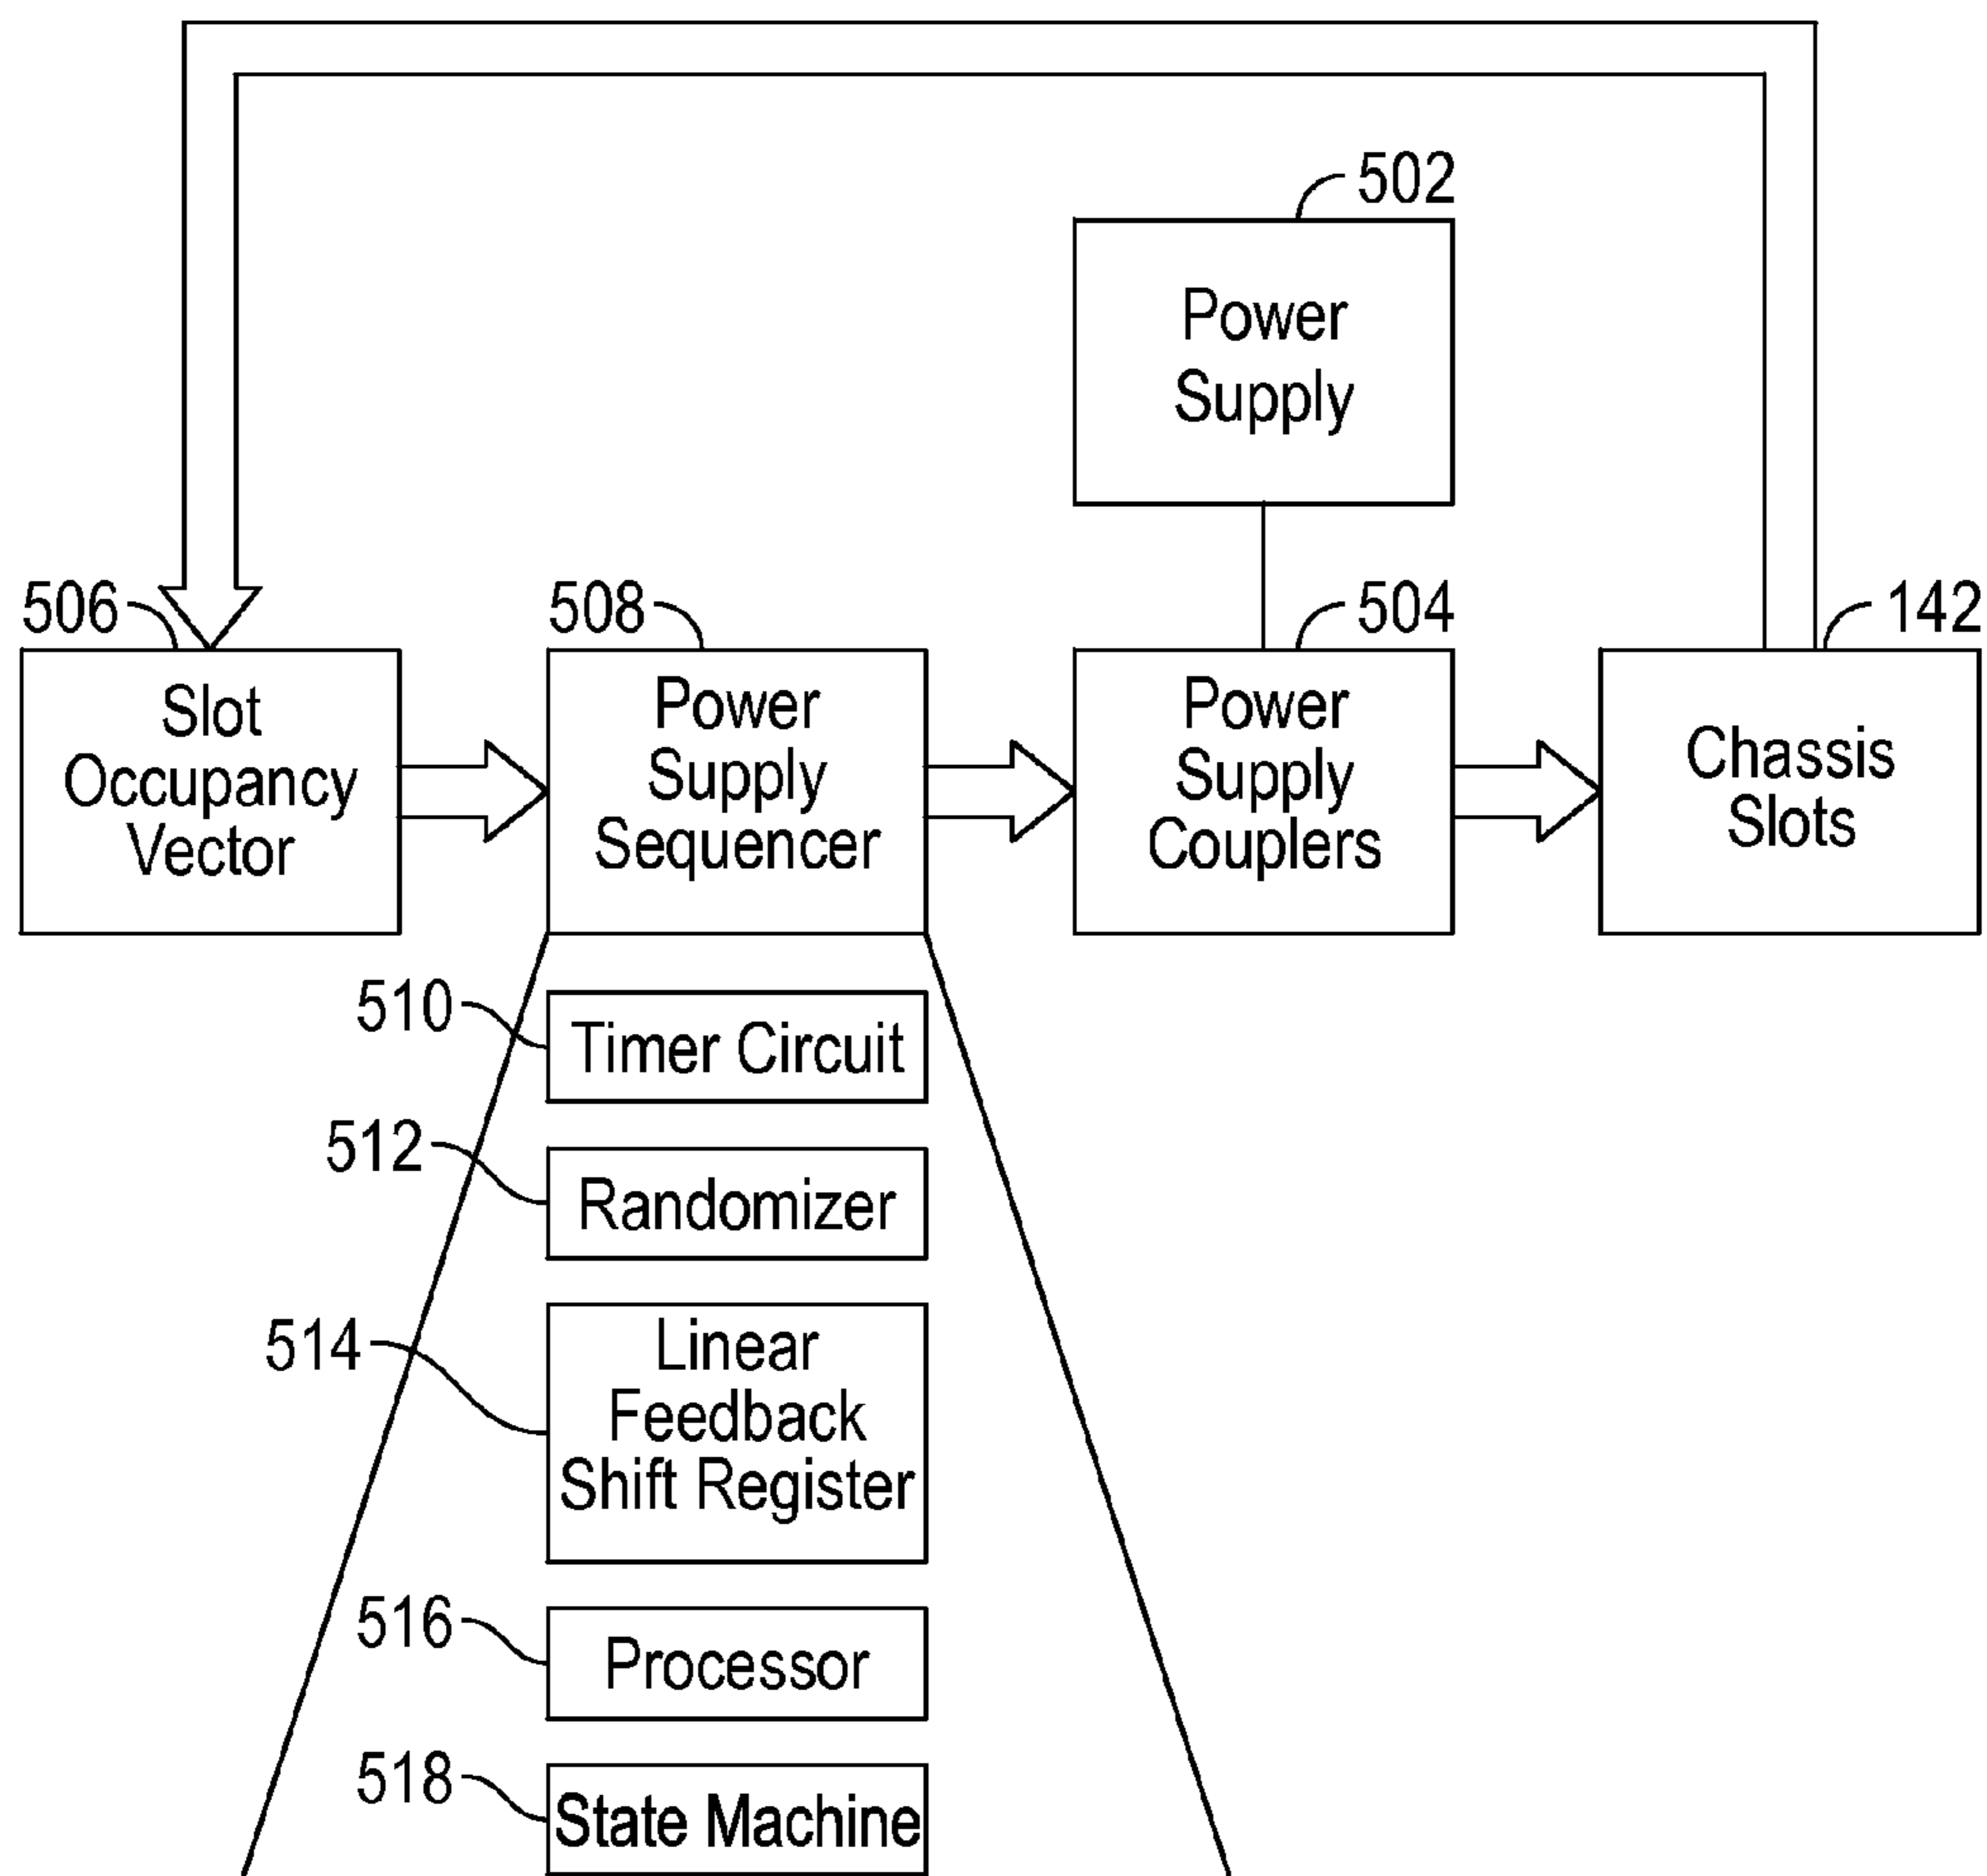 502
Power
Supply
506
508
504
142
Slot
Occupancy
Vector
Power
Supply
Sequencer
Power
Supply
Couplers
Chassis
Slots
510
Timer Circuit
512
Randomizer
514
Linear
Feedback
Shift Register
516
Processor
518
State Machine